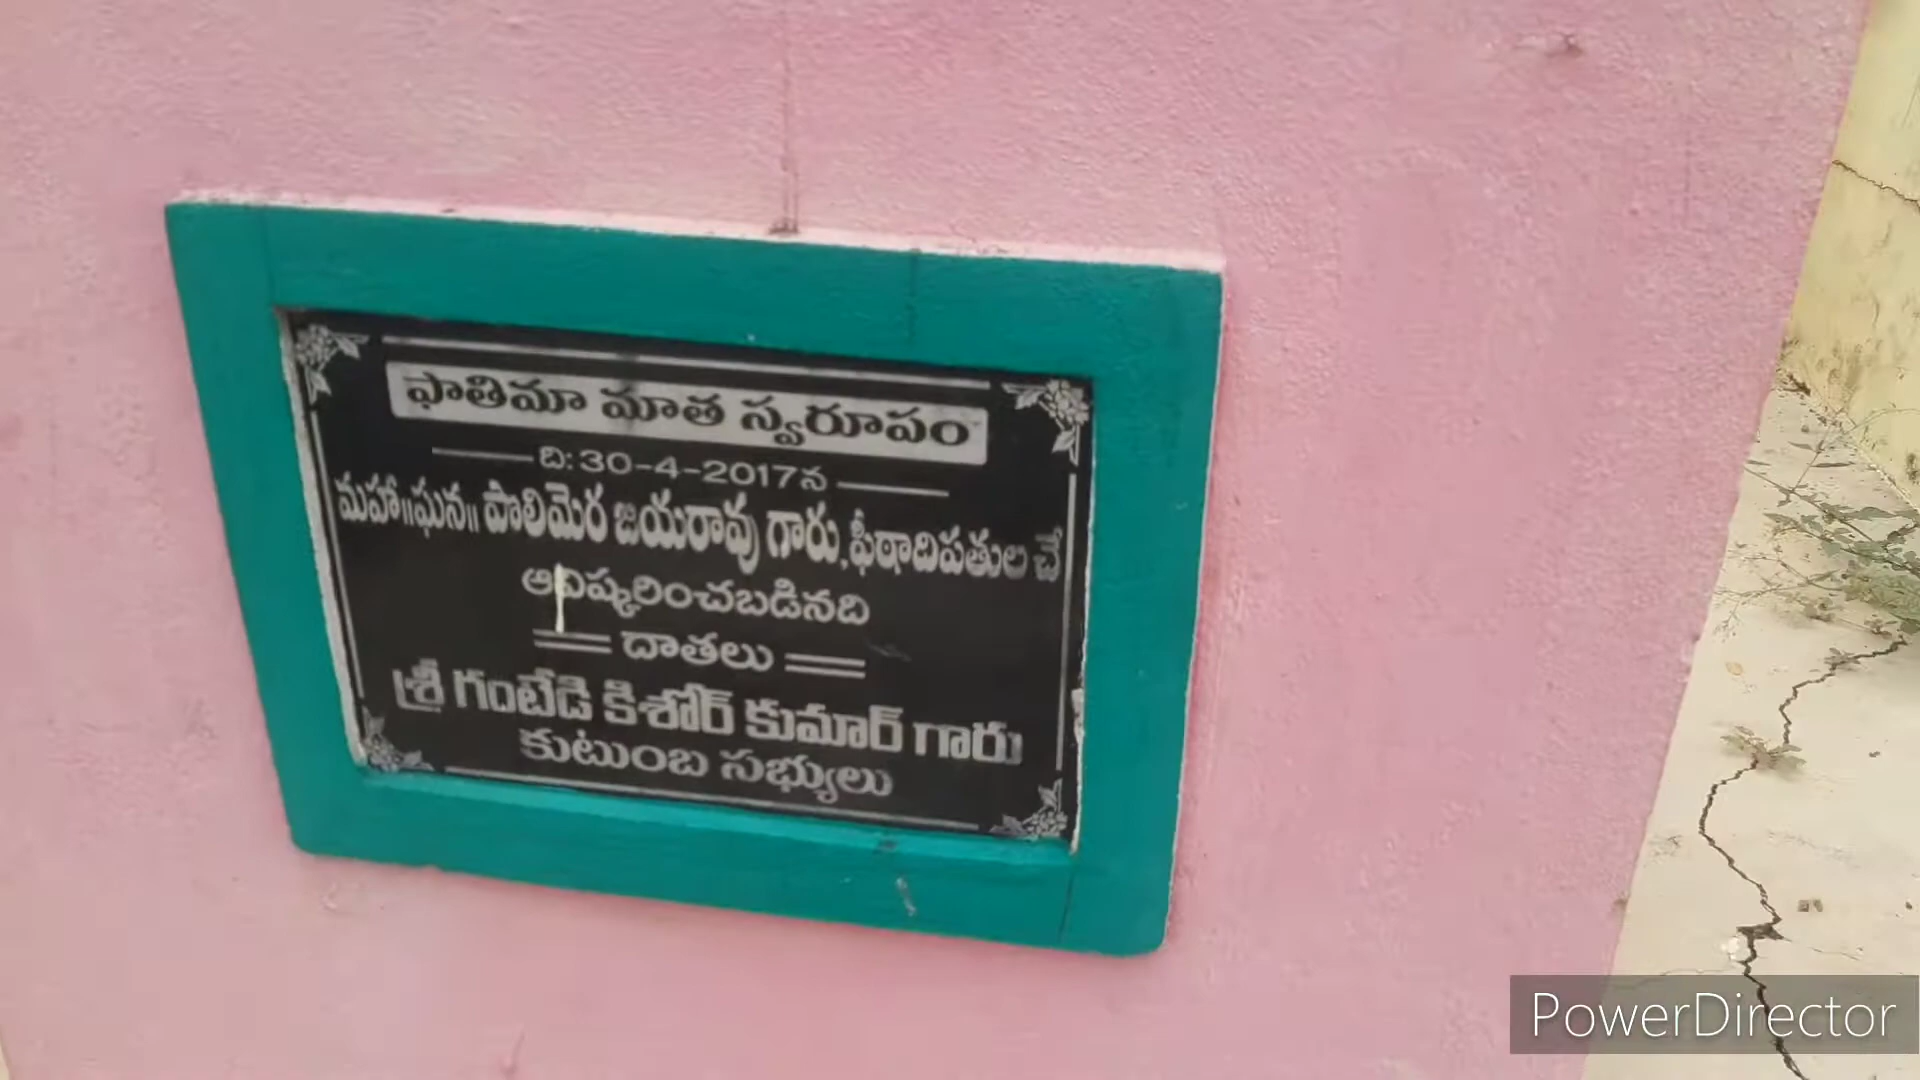 ఫాతిమా మాత స్వరూపం
ది: 30-4-2017న
మహా॥ఘన॥ పొలిమెర జయరావు గారు, ఫీఠాదిపతుల చే
ఆవిష్కరించబడినది
దాతలు
శ్రీ గంటేడి కిశోర్ కుమార్ గారు
కుటుంబ సభ్యులు
PowerDirector